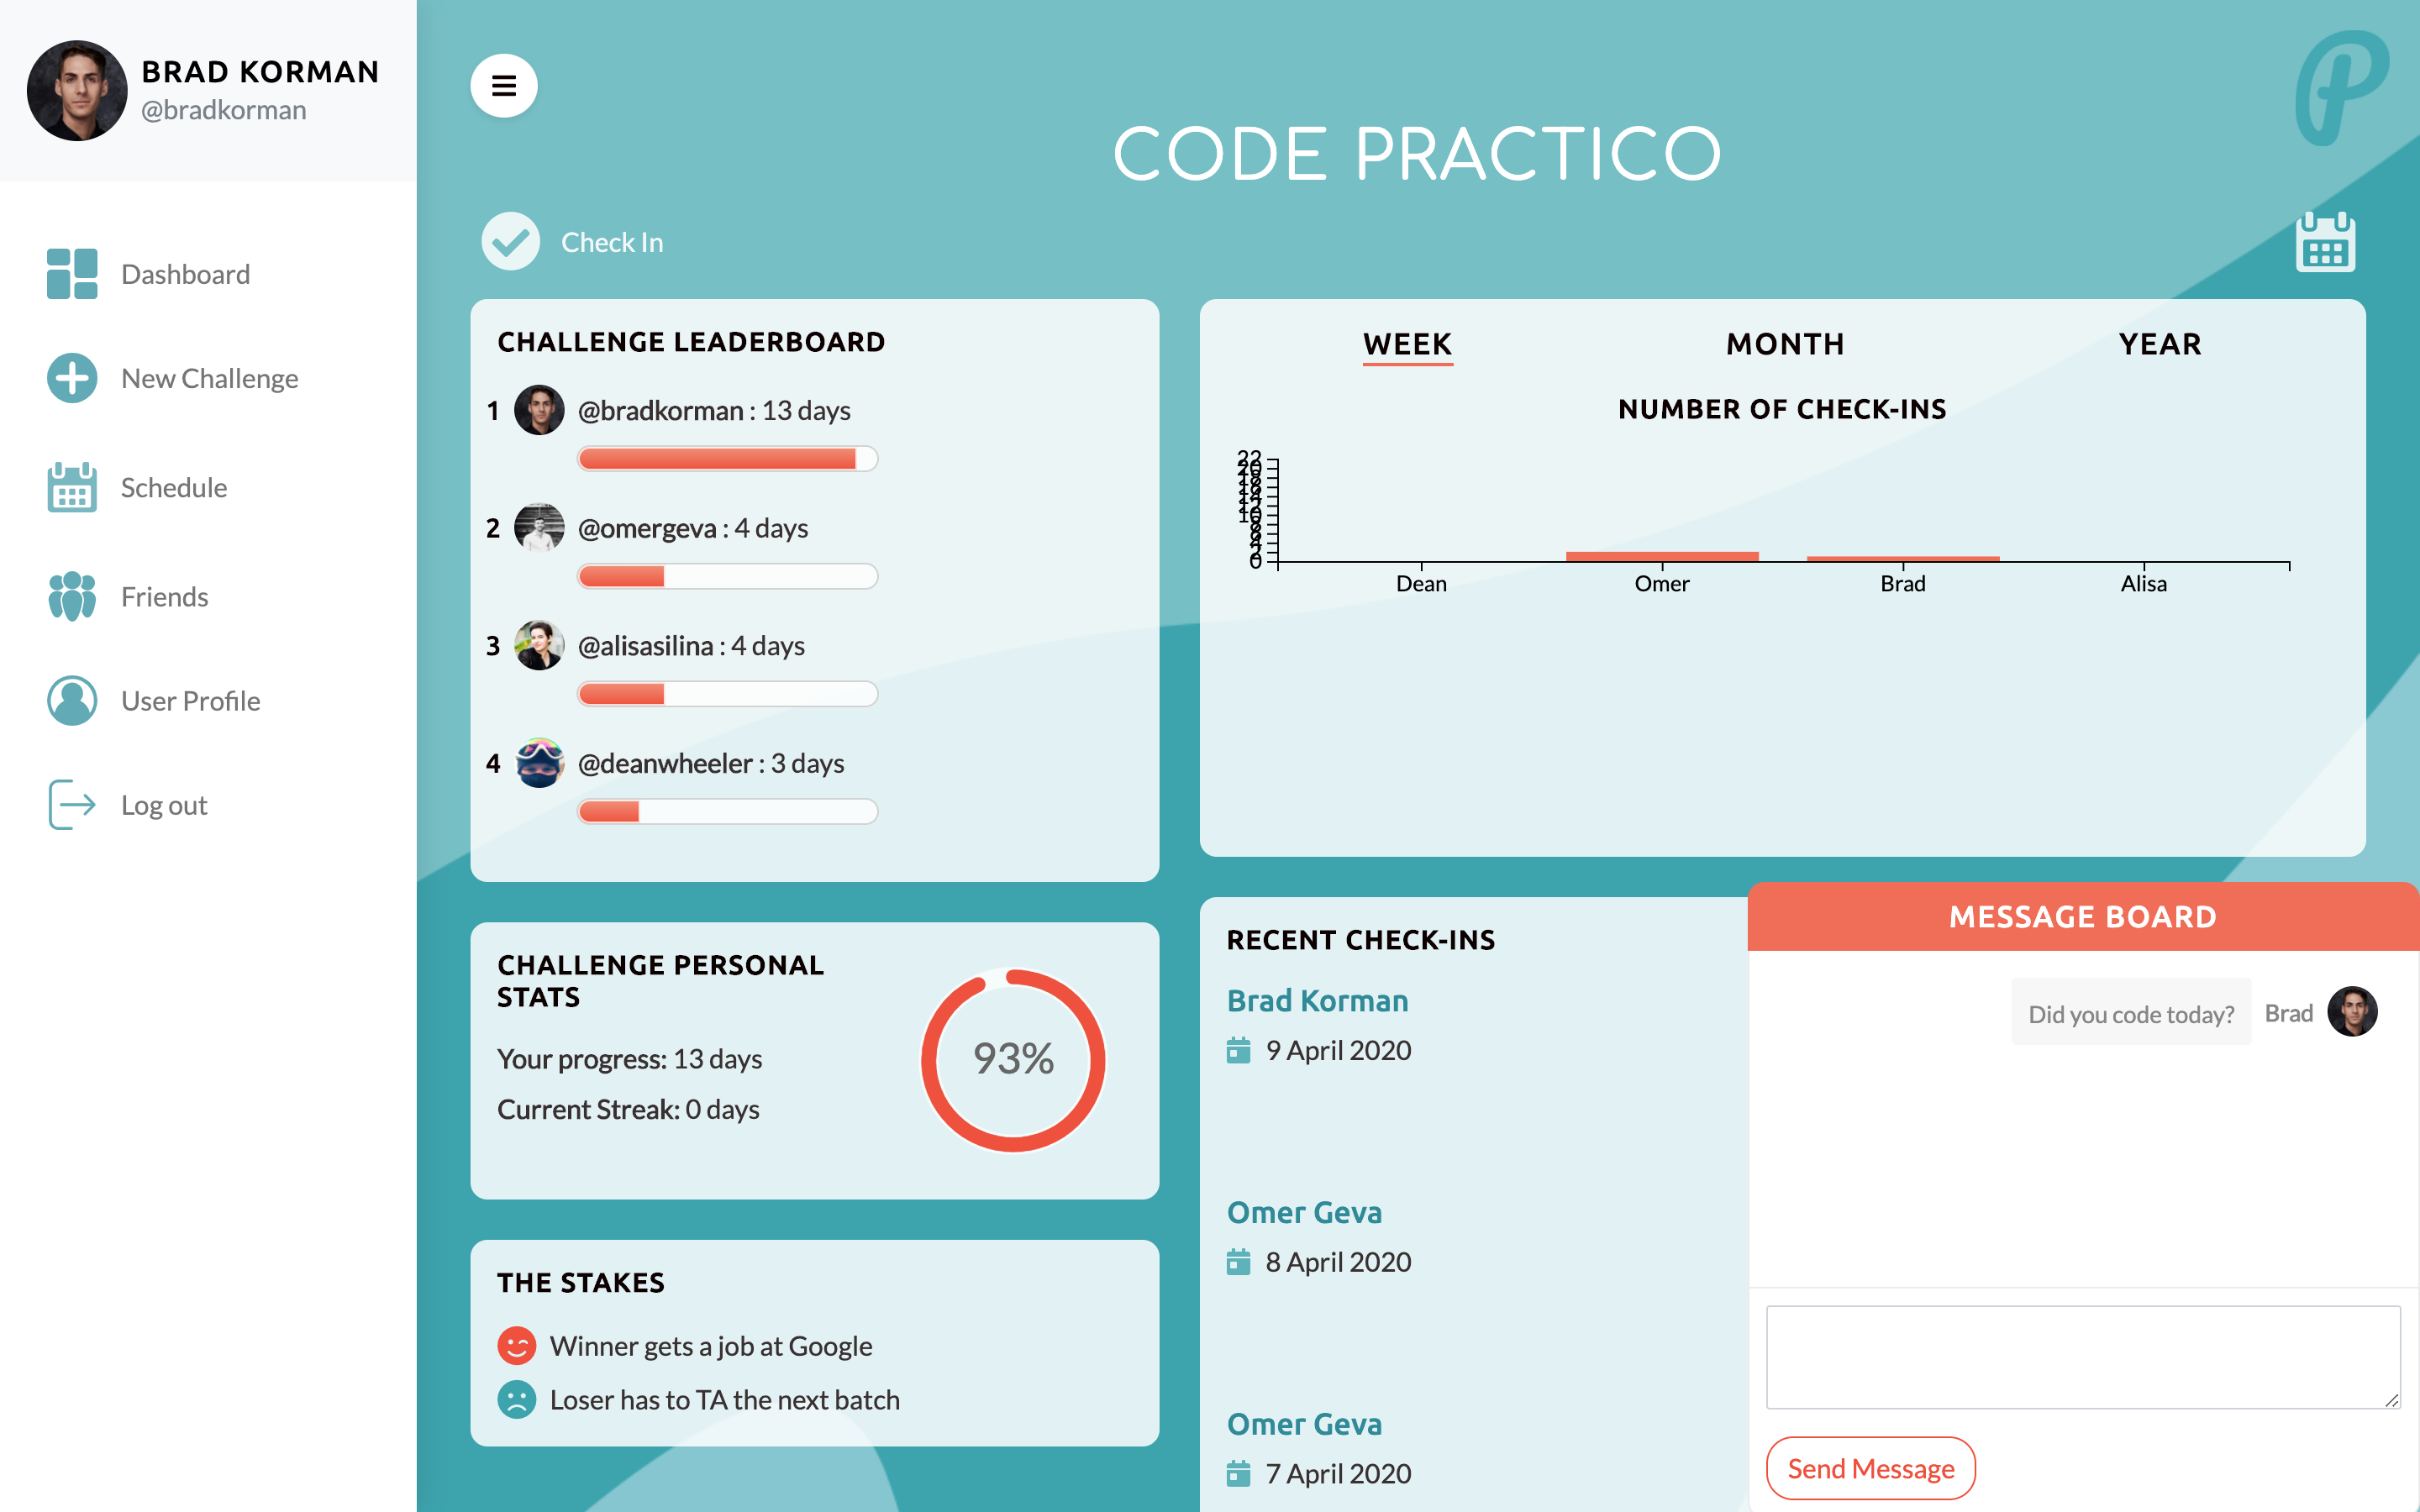 BRAD KORMAN
@bradkorman
Dashboard
New Challenge
Schedule
Friends
User Profile
Log out
CODE PRACTICO
Check In
CHALLENGE LEADERBOARD
1 @bradkorman : 13 days
2 @omergeva : 4 days
3 @alisasilina : 4 days
4 @deanwheeler : 3 days
CHALLENGE PERSONAL
STATS
Your progress: 13 days
Current Streak: 0 days
93%
THE STAKES
Winner gets a job at Google
Loser has to TA the next batch
WEEK MONTH YEAR
NUMBER OF CHECK-INS
22
20
18
16
14
12
10
8
6
4
2
0
Dean Omer Brad Alisa
RECENT CHECK-INS
Brad Korman
9 April 2020
Omer Geva
8 April 2020
Omer Geva
7 April 2020
MESSAGE BOARD
Did you code today? Brad
Send Message